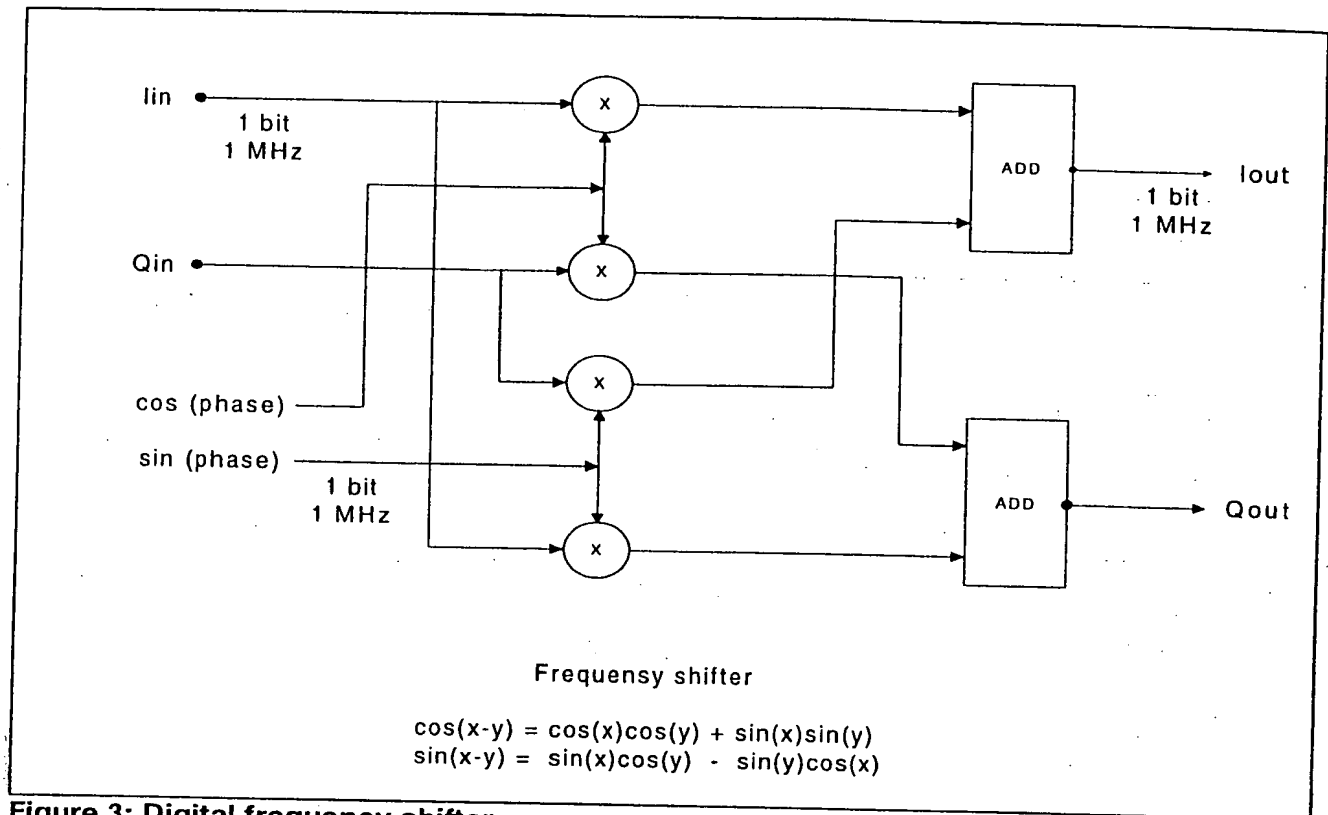 Iin
1 bit
1 MHz
Qin
cos (phase)
sin (phase)
1 bit
1 MHz
X
X
X
X
ADD
ADD
Iout
1 bit
1 MHz
Qout
Frequensy shifter
cos(x-y) = cos(x)cos(y) + sin(x)sin(y)
sin(x-y) = sin(x)cos(y) - sin(y)cos(x)
Figure 3: Digital frequency shifter